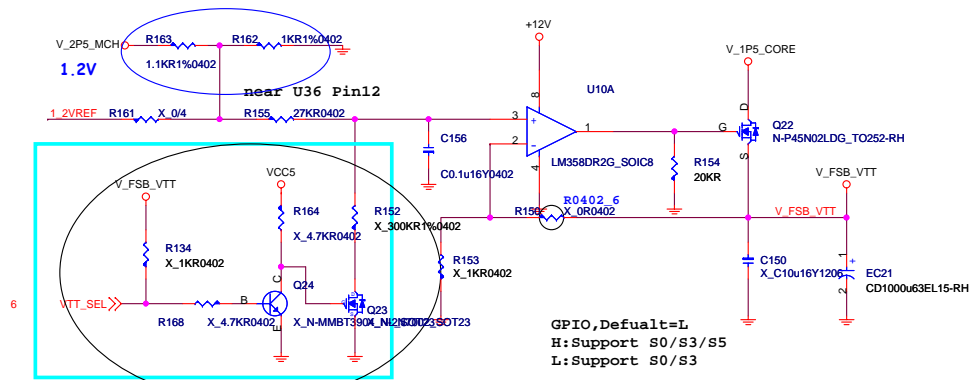 +12V
V_2P5_MCH
R163
R162
1KR1%0402
1.1KR1%0402
1.2V
V_1P5_CORE
near U36 Pin12
U10A
1_2VREF
R161
X_0/4
R155
27KR0402
8
3
+
2
-
1
4
LM358DR2G_SOIC8
G
D
S
Q22
N-P45N02LDG_TO252-RH
C156
C0.1u16Y0402
R154
20KR
V_FSB_VTT
VCC5
V_FSB_VTT
R164
X_4.7KR0402
R152
X_300KR1%0402
R150
R0402_6
X_0R0402
V_FSB_VTT
R134
X_1KR0402
R153
X_1KR0402
C150
X_C10u16Y1206
1
2
EC21
CD1000u63EL15-RH
6
VTT_SEL
R168
X_4.7KR0402
B
C
E
Q24
Q23
GPIO,Defualt=L
H:Support S0/S3/S5
L:Support S0/S3